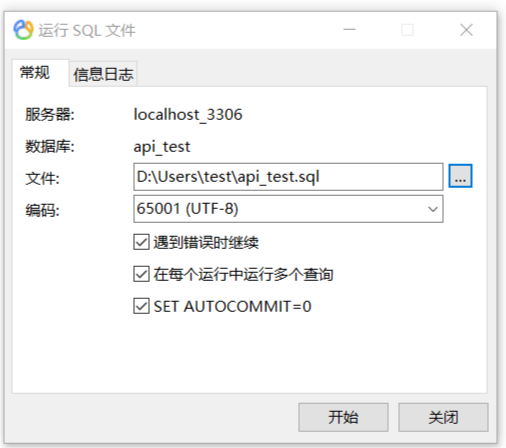 运行 SQL 文件
常规 信息日志
服务器: localhost_3306
数据库: api_test
文件: D:\Users\test\api_test.sql ...
编码: 65001 (UTF-8)
遇到错误时继续
在每个运行中运行多个查询
SET AUTOCOMMIT=0
开始 关闭